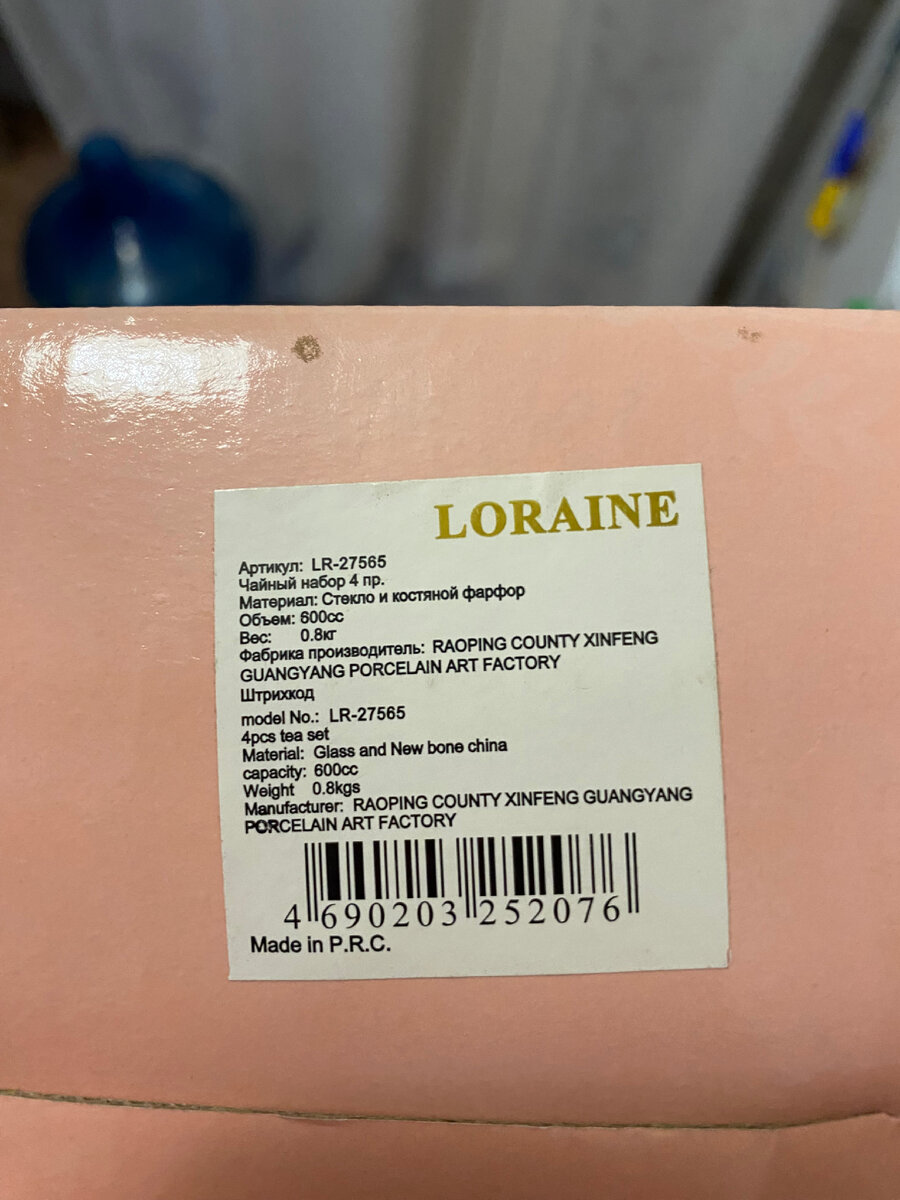 LORAINE
Артикул: LR-27565
Чайный набор 4 пр.
Материал: Стекло и костяной фарфор
Объем: 600cc
Вес: 0.8кг
Фабрика производитель: RAOPING COUNTY XINFENG
GUANGYANG PORCELAIN ART FACTORY
Штрихкод
model No.: LR-27565
4pcs tea set
Material: Glass and New bone china
capacity: 600cc
Weight 0.8kgs
Manufacturer: RAOPING COUNTY XINFENG GUANGYANG
PORCELAIN ART FACTORY
4 690203 252076
Made in P.R.C.